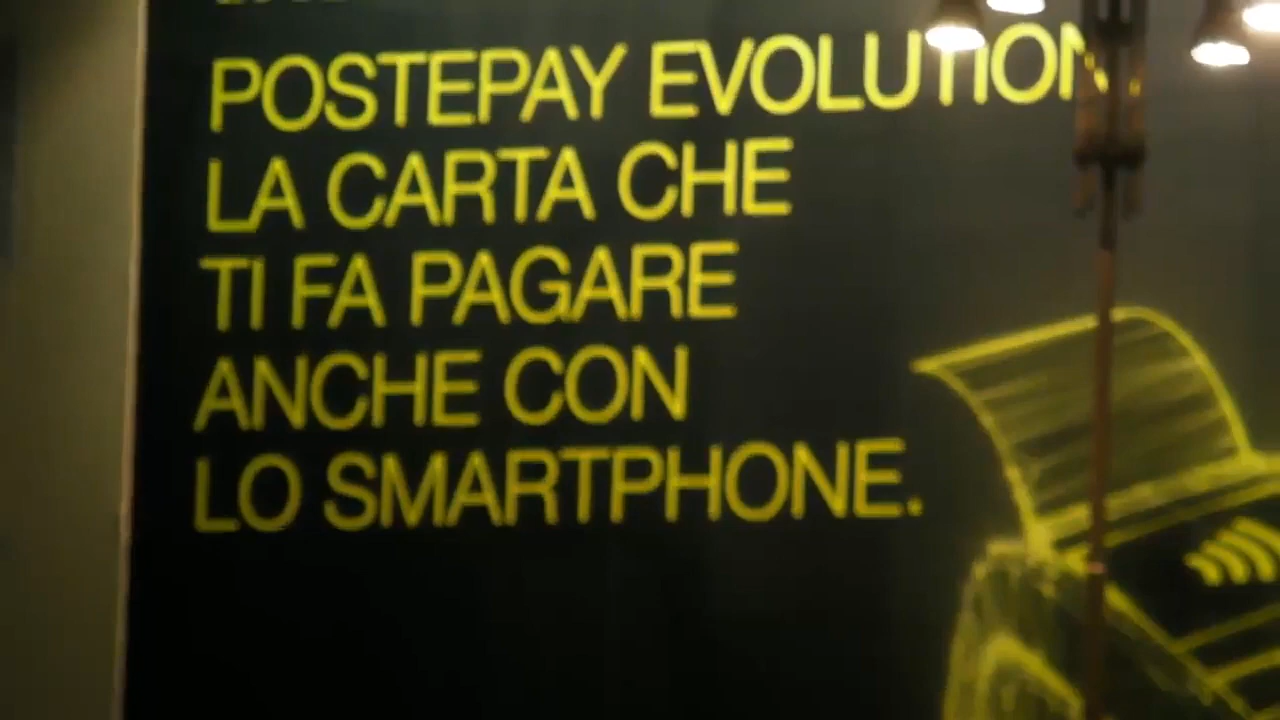 POSTEPAY EVOLUTION
LA CARTA CHE
TI FA PAGARE
ANCHE CON
LO SMARTPHONE.